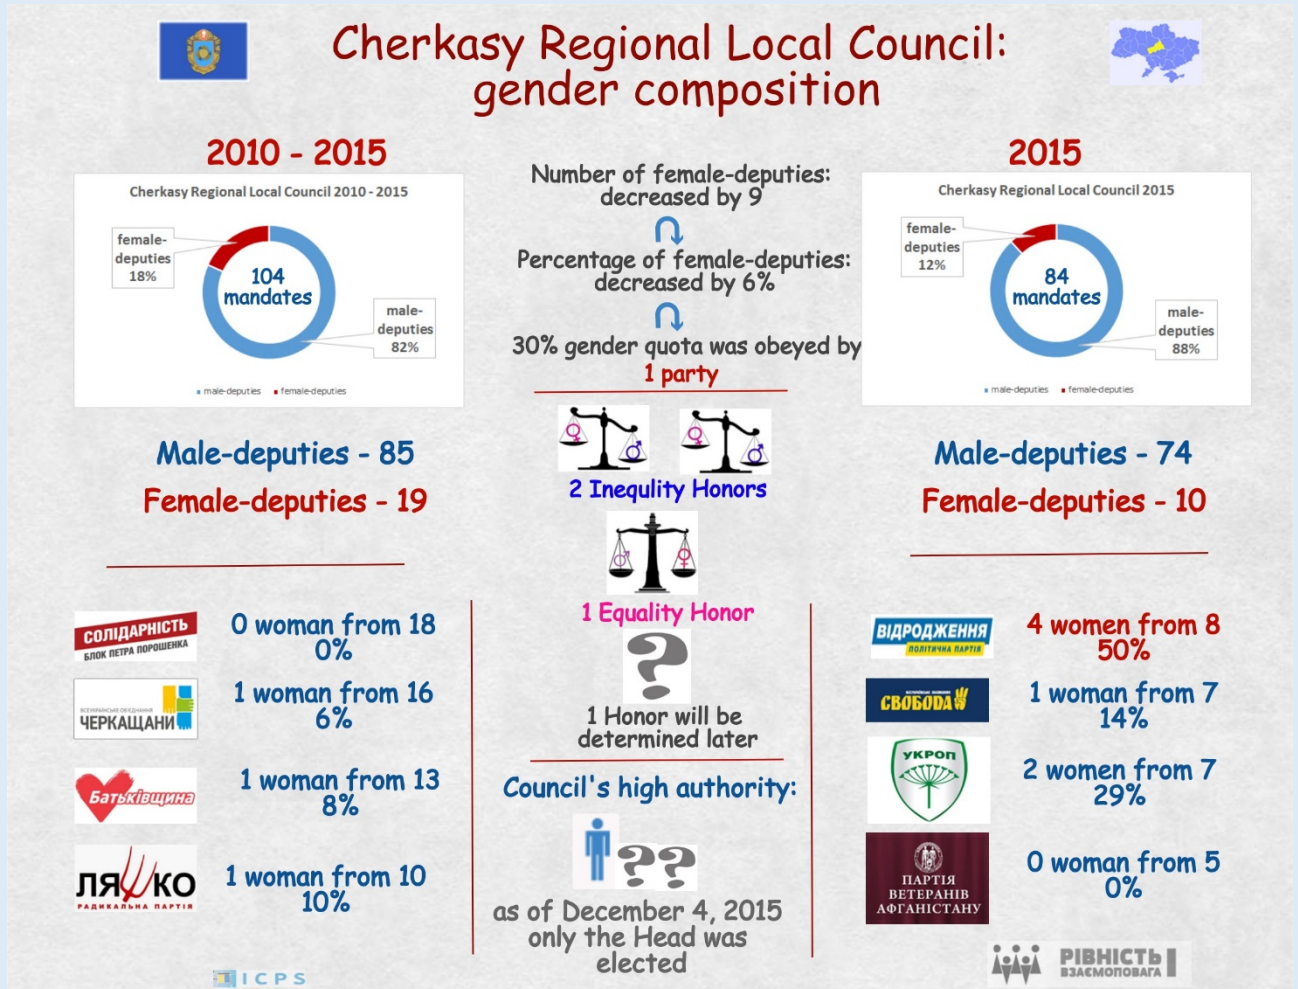 Cherkasy Regional Local Council:
gender composition
2010 - 2015
Cherkasy Regional Local Council 2010 - 2015
female-
deputies
18%
104
mandates
male-
deputies
82%
male-deputies
female-deputies
Male-deputies - 85
Female-deputies - 19
Number of female-deputies:
decreased by 9
Percentage of female-deputies:
decreased by 6%
30% gender quota was obeyed by
1 party
2 Inequlity Honors
1 Equality Honor
?
1 Honor will be
determined later
Council's high authority:
??
as of December 4, 2015
only the Head was
elected
2015
Cherkasy Regional Local Council 2015
female-
deputies
12%
84
mandates
male-
deputies
88%
male-deputies
female-deputies
Male-deputies - 74
Female-deputies - 10
СОЛІДАРНІСТЬ
БЛОК ПЕТРА ПОРОШЕНКА
0 woman from 18
0%
ЧЕРКАЩАНИ
1 woman from 16
6%
Батьківщина
1 woman from 13
8%
ЛЯШКО
РАДИКАЛЬНА ПАРТІЯ
1 woman from 10
10%
ВІДРОДЖЕННЯ
ПОЛІТИЧНА ПАРТІЯ
4 women from 8
50%
СВОБОДА
1 woman from 7
14%
УКРОП
2 women from 7
29%
ПАРТІЯ
ВЕТЕРАНІВ
АФГАНІСТАНУ
0 woman from 5
0%
ICPS
РІВНІСТЬ
ВЗАЄМОПОВАГА